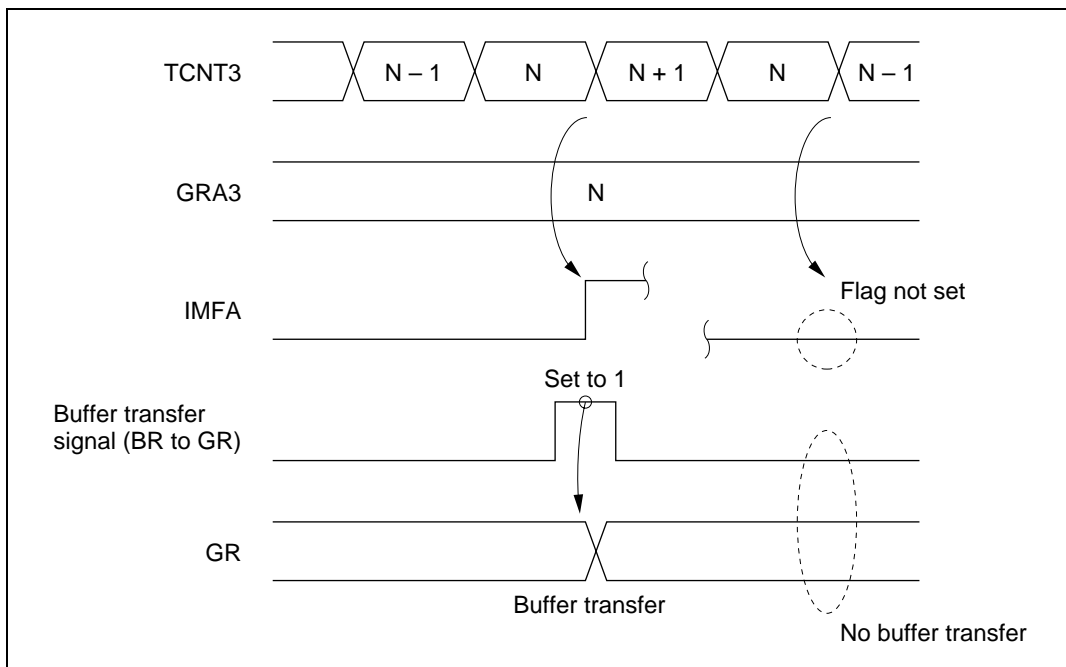 TCNT3
N – 1
N
N + 1
N
N – 1
GRA3
N
IMFA
Flag not set
Set to 1
Buffer transfer
signal (BR to GR)
GR
Buffer transfer
No buffer transfer